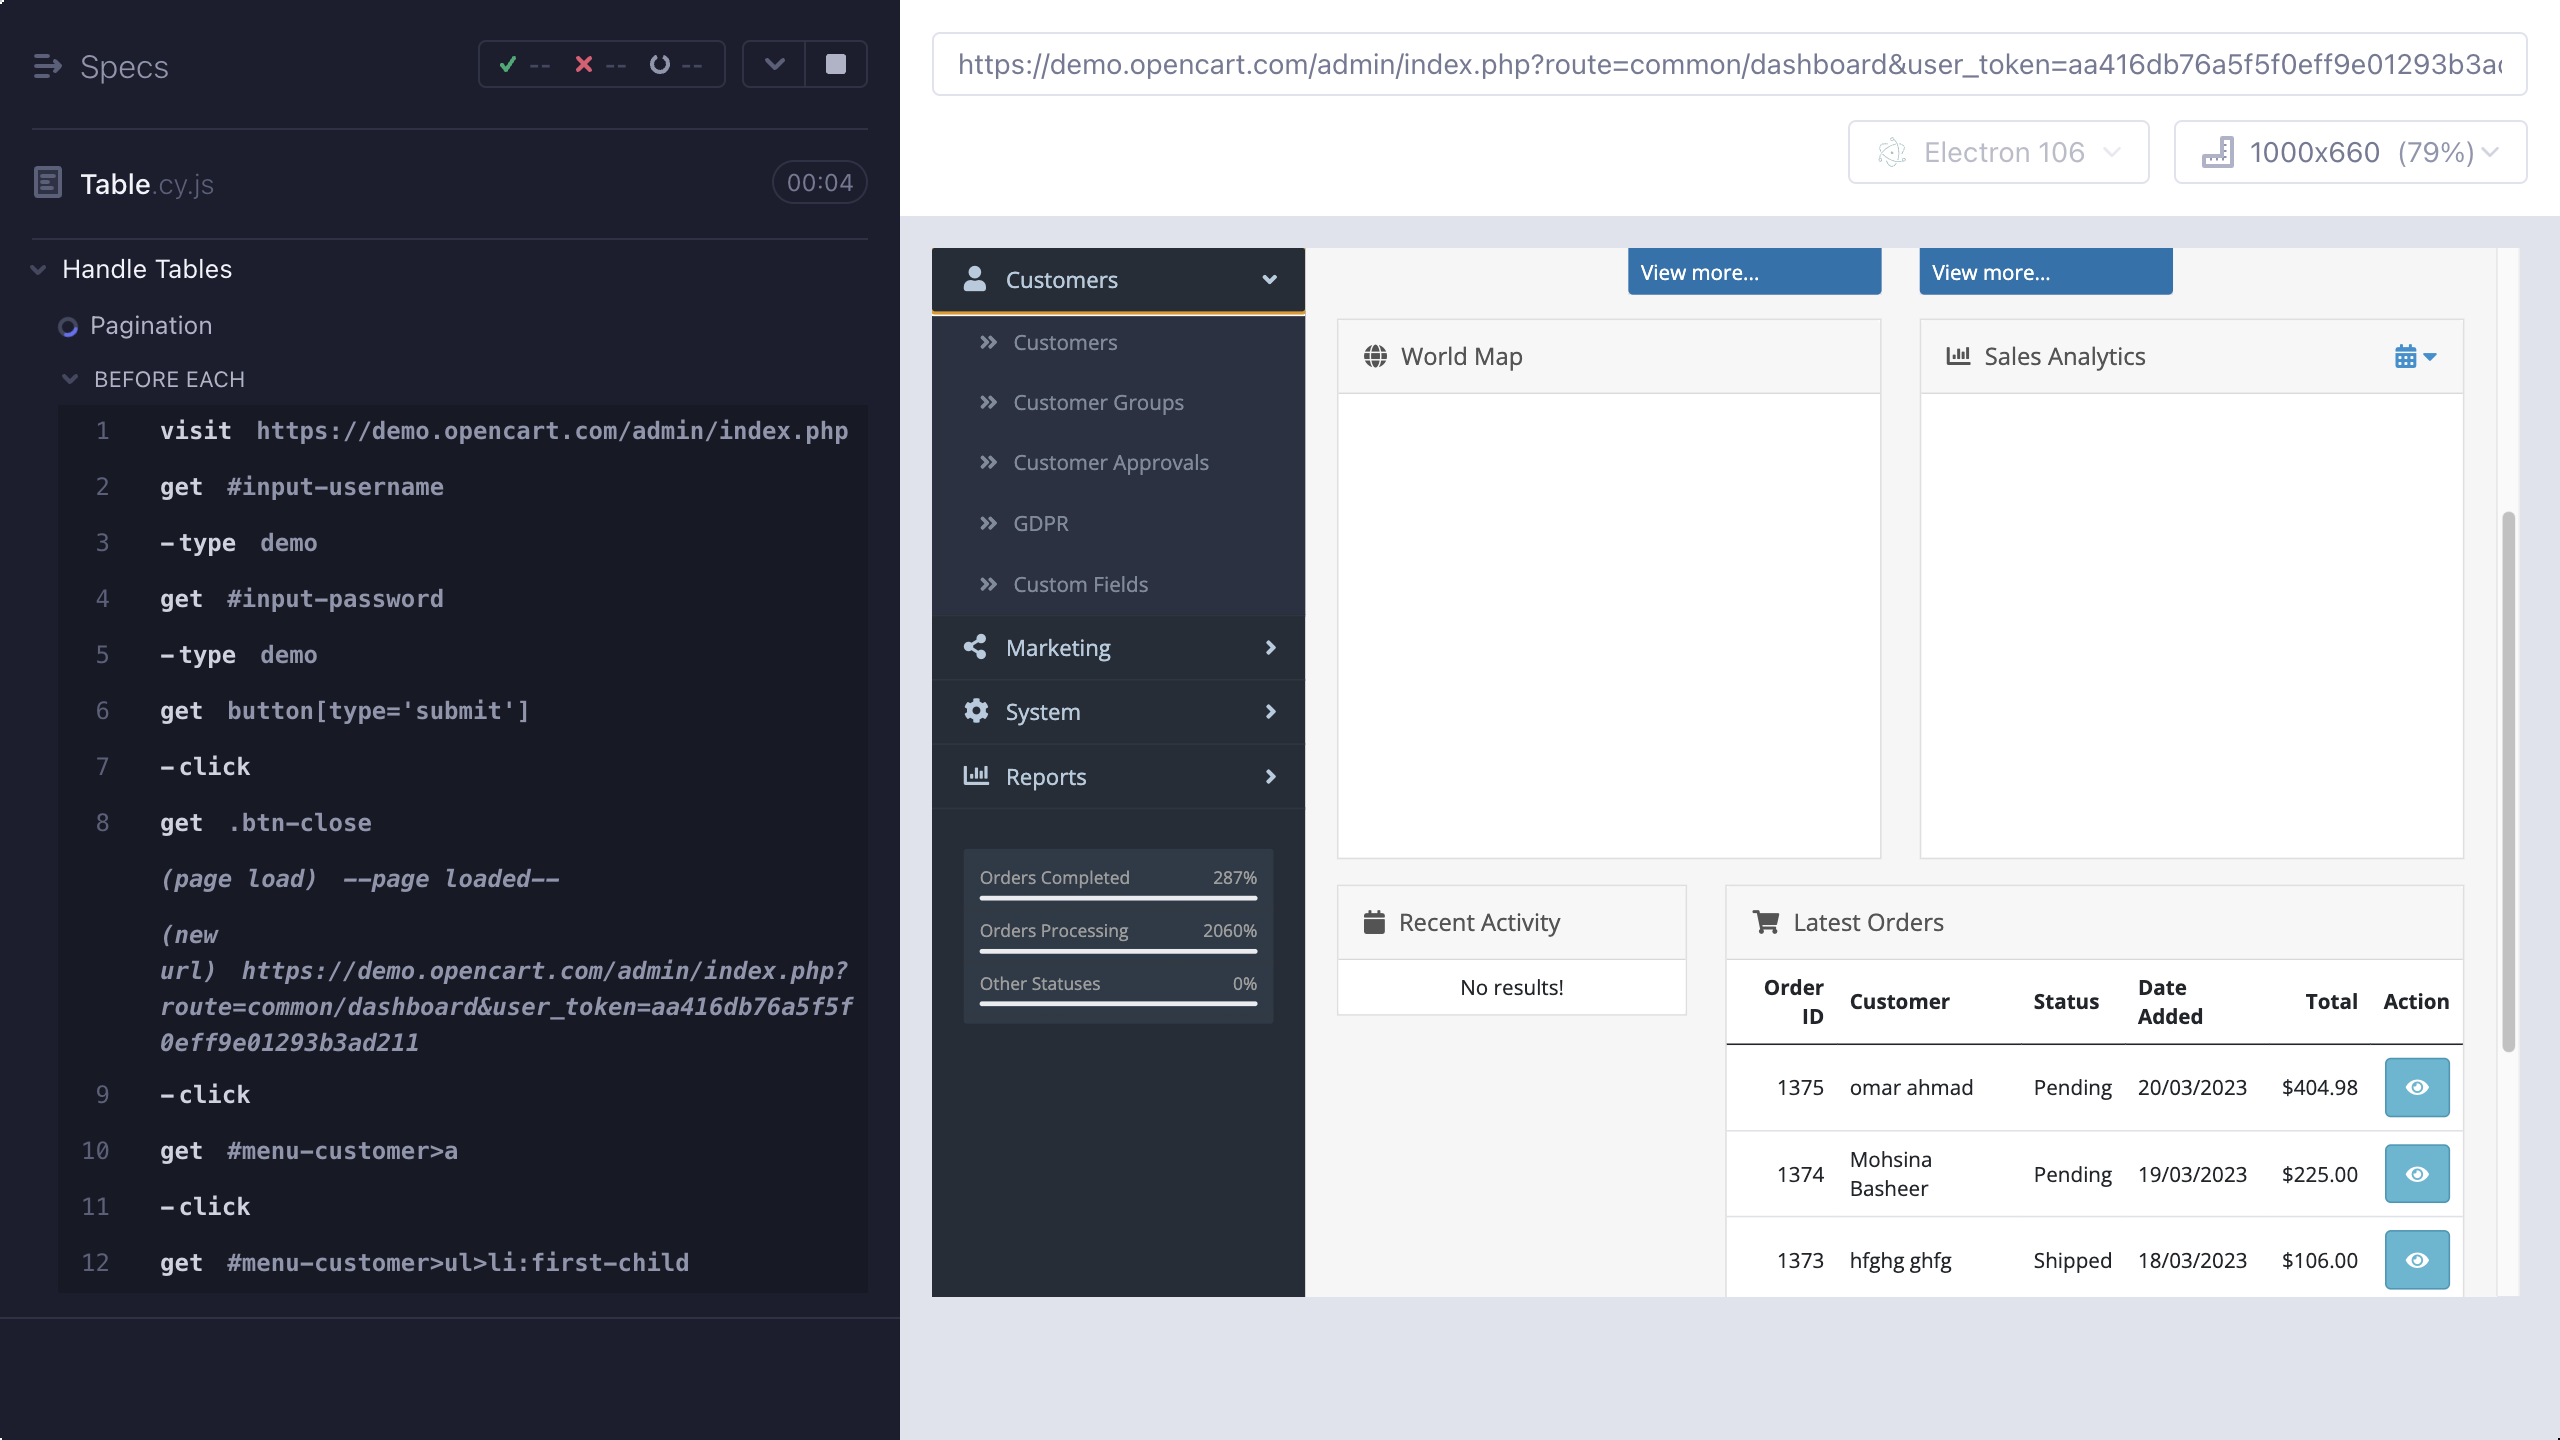 Specs
-- -- --
Table.cy.js
00:04
Handle Tables
Pagination
BEFORE EACH
1 visit https://demo.opencart.com/admin/index.php
2 get #input-username
3 -type demo
4 get #input-password
5 -type demo
6 get button[type='submit']
7 -click
8 get .btn-close
(page load) --page loaded--
(new
url) https://demo.opencart.com/admin/index.php?
route=common/dashboard&user_token=aa416db76a5f5f
0eff9e01293b3ad211
9 -click
10 get #menu-customer>a
11 -click
12 get #menu-customer>ul>li:first-child
https://demo.opencart.com/admin/index.php?route=common/dashboard&user_token=aa416db76a5f5f0eff9e01293b3a
Electron 106
1000x660 (79%)
Customers
Customers
Customer Groups
Customer Approvals
GDPR
Custom Fields
Marketing
System
Reports
Orders Completed 287%
Orders Processing 2060%
Other Statuses 0%
View more...
View more...
World Map
Sales Analytics
Recent Activity
No results!
Latest Orders
Order ID Customer Status Date Added Total Action
1375 omar ahmad Pending 20/03/2023 $404.98
1374 Mohsina Basheer Pending 19/03/2023 $225.00
1373 hfghg ghfg Shipped 18/03/2023 $106.00